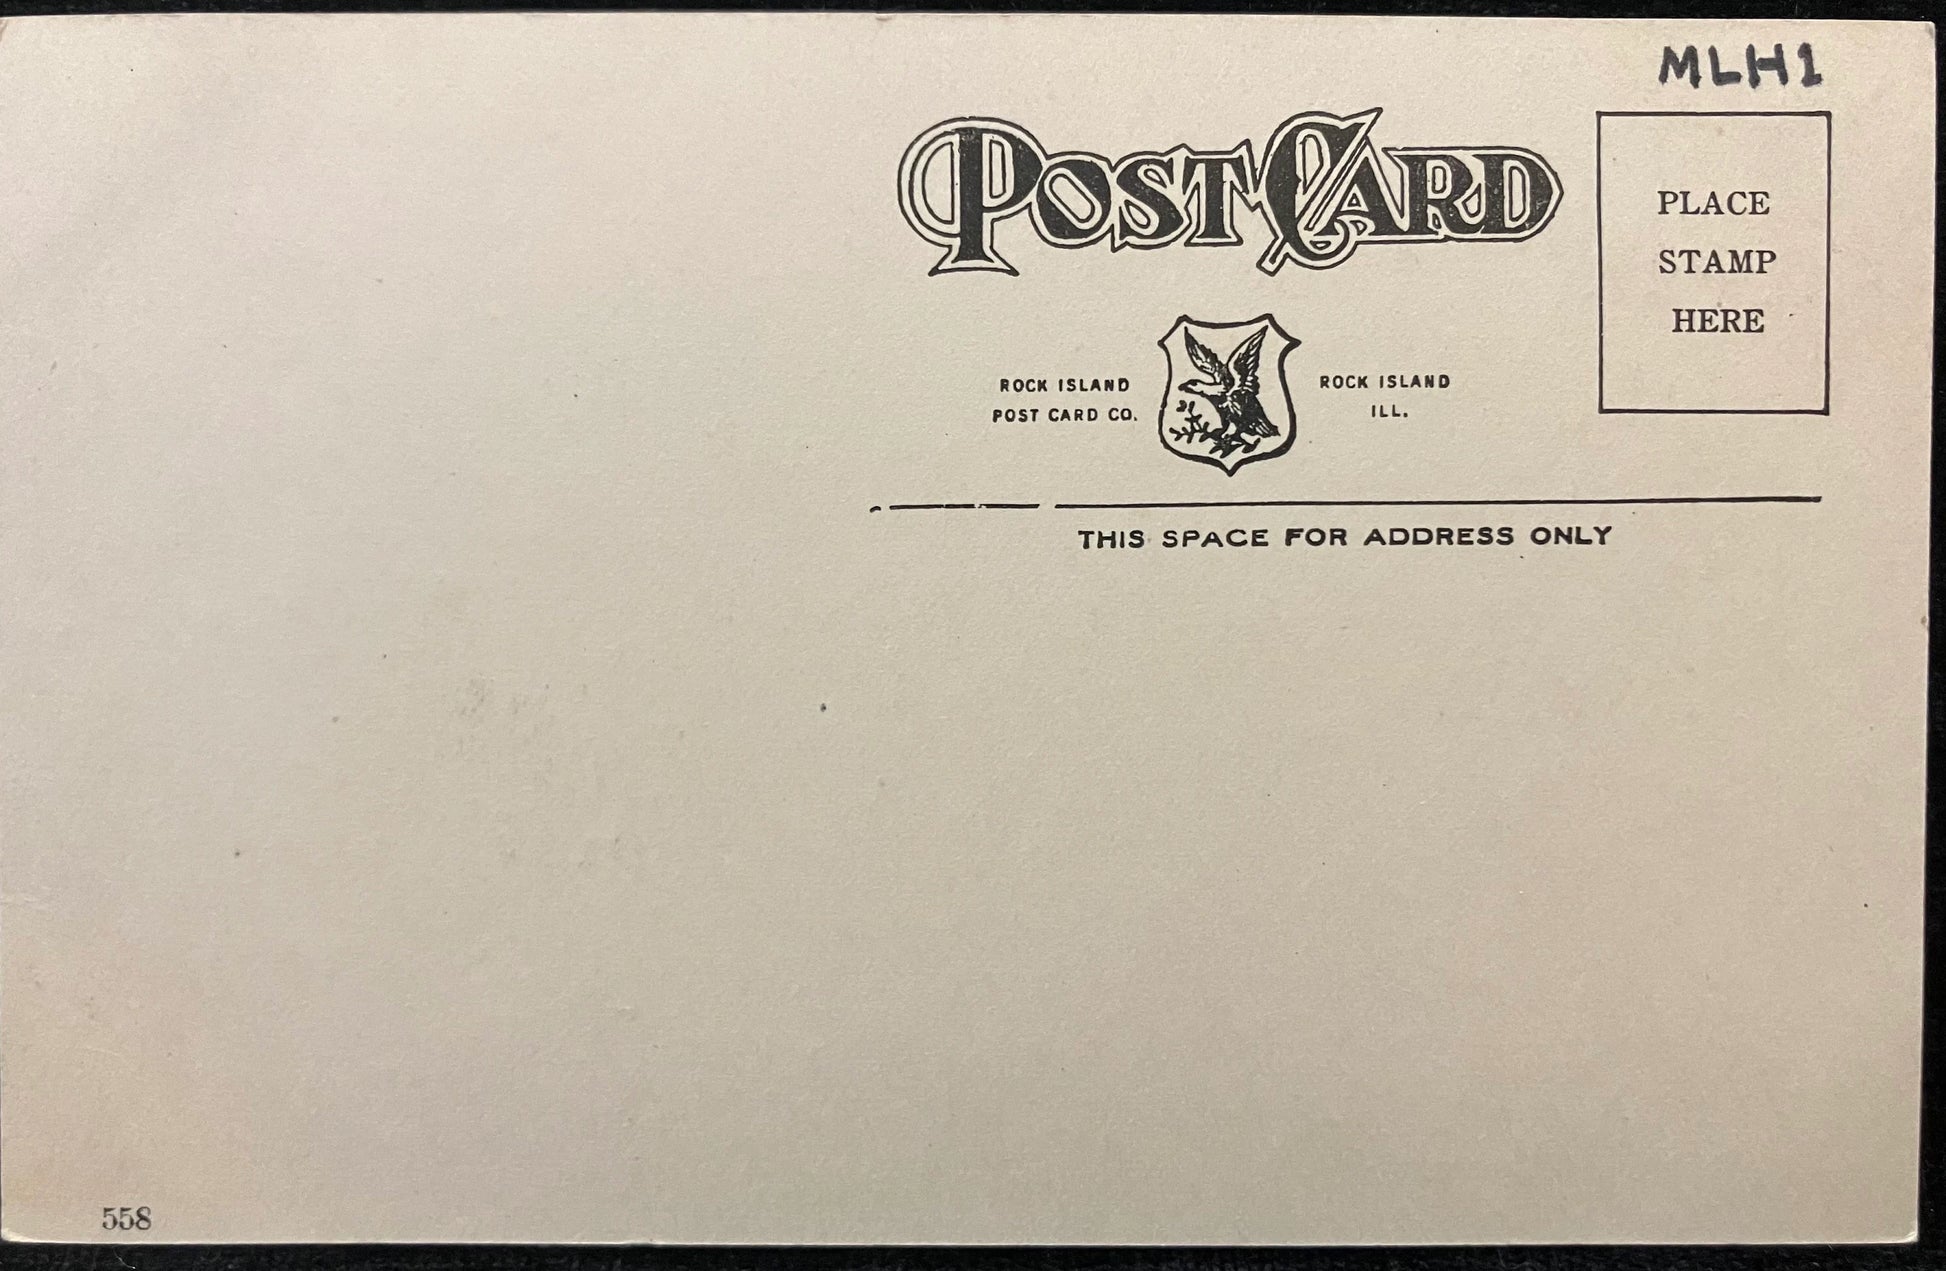 MLH1
POST CARD
PLACE
STAMP
HERE
ROCK ISLAND
POST CARD CO.
ROCK ISLAND
ILL.
THIS SPACE FOR ADDRESS ONLY
558